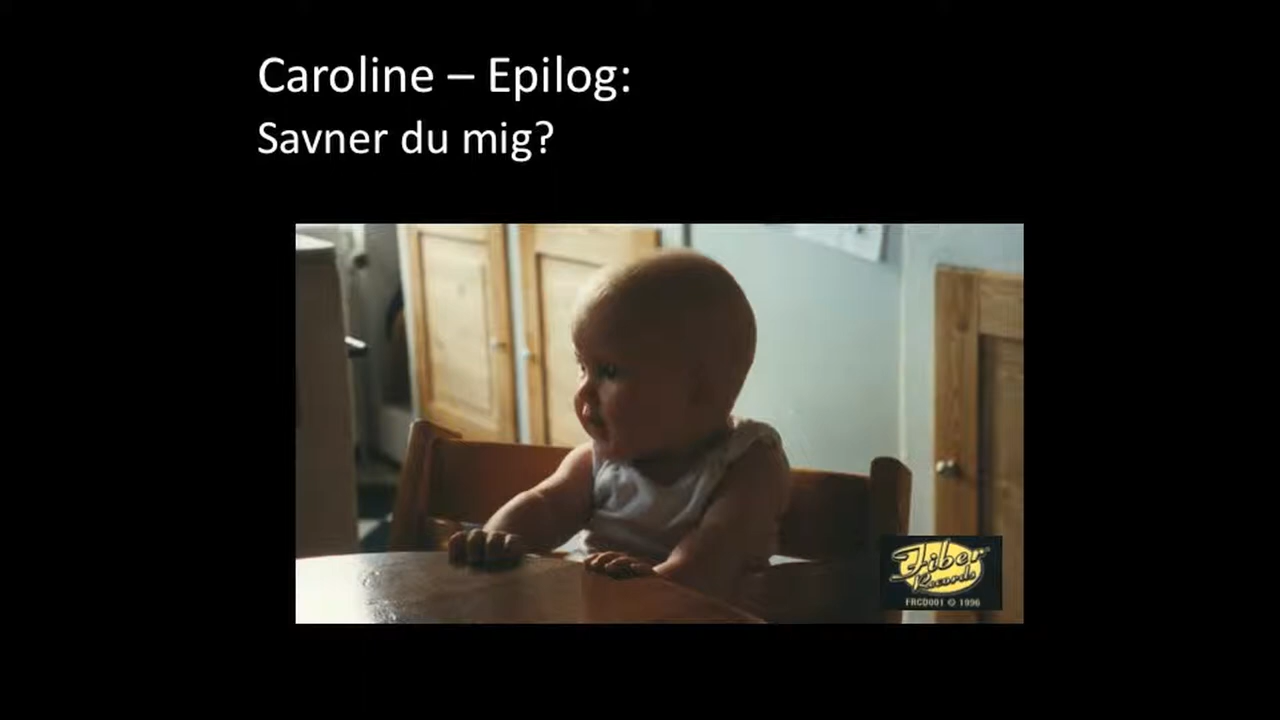 Caroline – Epilog:
Savner du mig?
Fiber
Records
FRCD001 © 1996